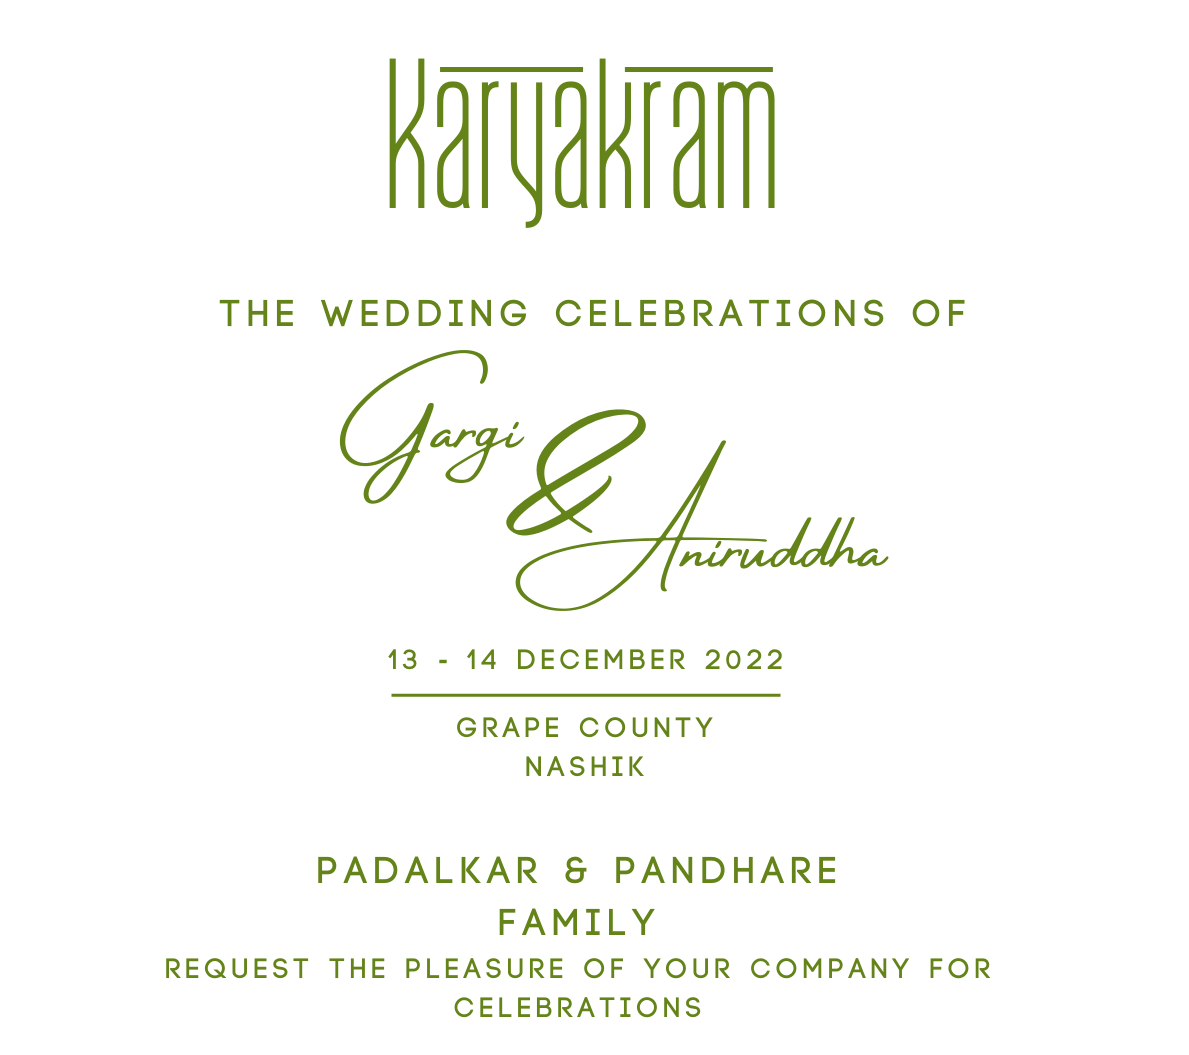 Karyakram
THE WEDDING CELEBRATIONS OF
Gargi
&
Aniruddha
13 - 14 DECEMBER 2022
GRAPE COUNTY
NASHIK
PADALKAR & PANDHARE
FAMILY
REQUEST THE PLEASURE OF YOUR COMPANY FOR
CELEBRATIONS